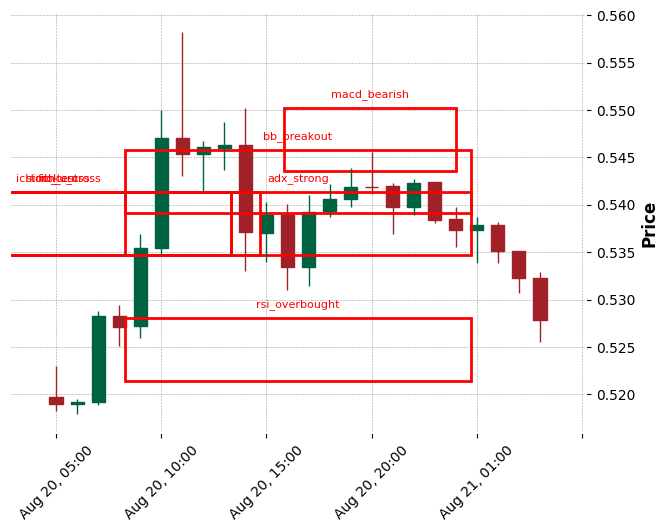 0.560
0.555
macd_bearish
0.550
bb_breakout
0.545
adx_strong
0.540
Price
0.535
rsi_overbought
0.530
0.525
0.520
Aug 20, 05:00
Aug 20, 10:00
Aug 20, 15:00
Aug 20, 20:00
Aug 21, 01:00